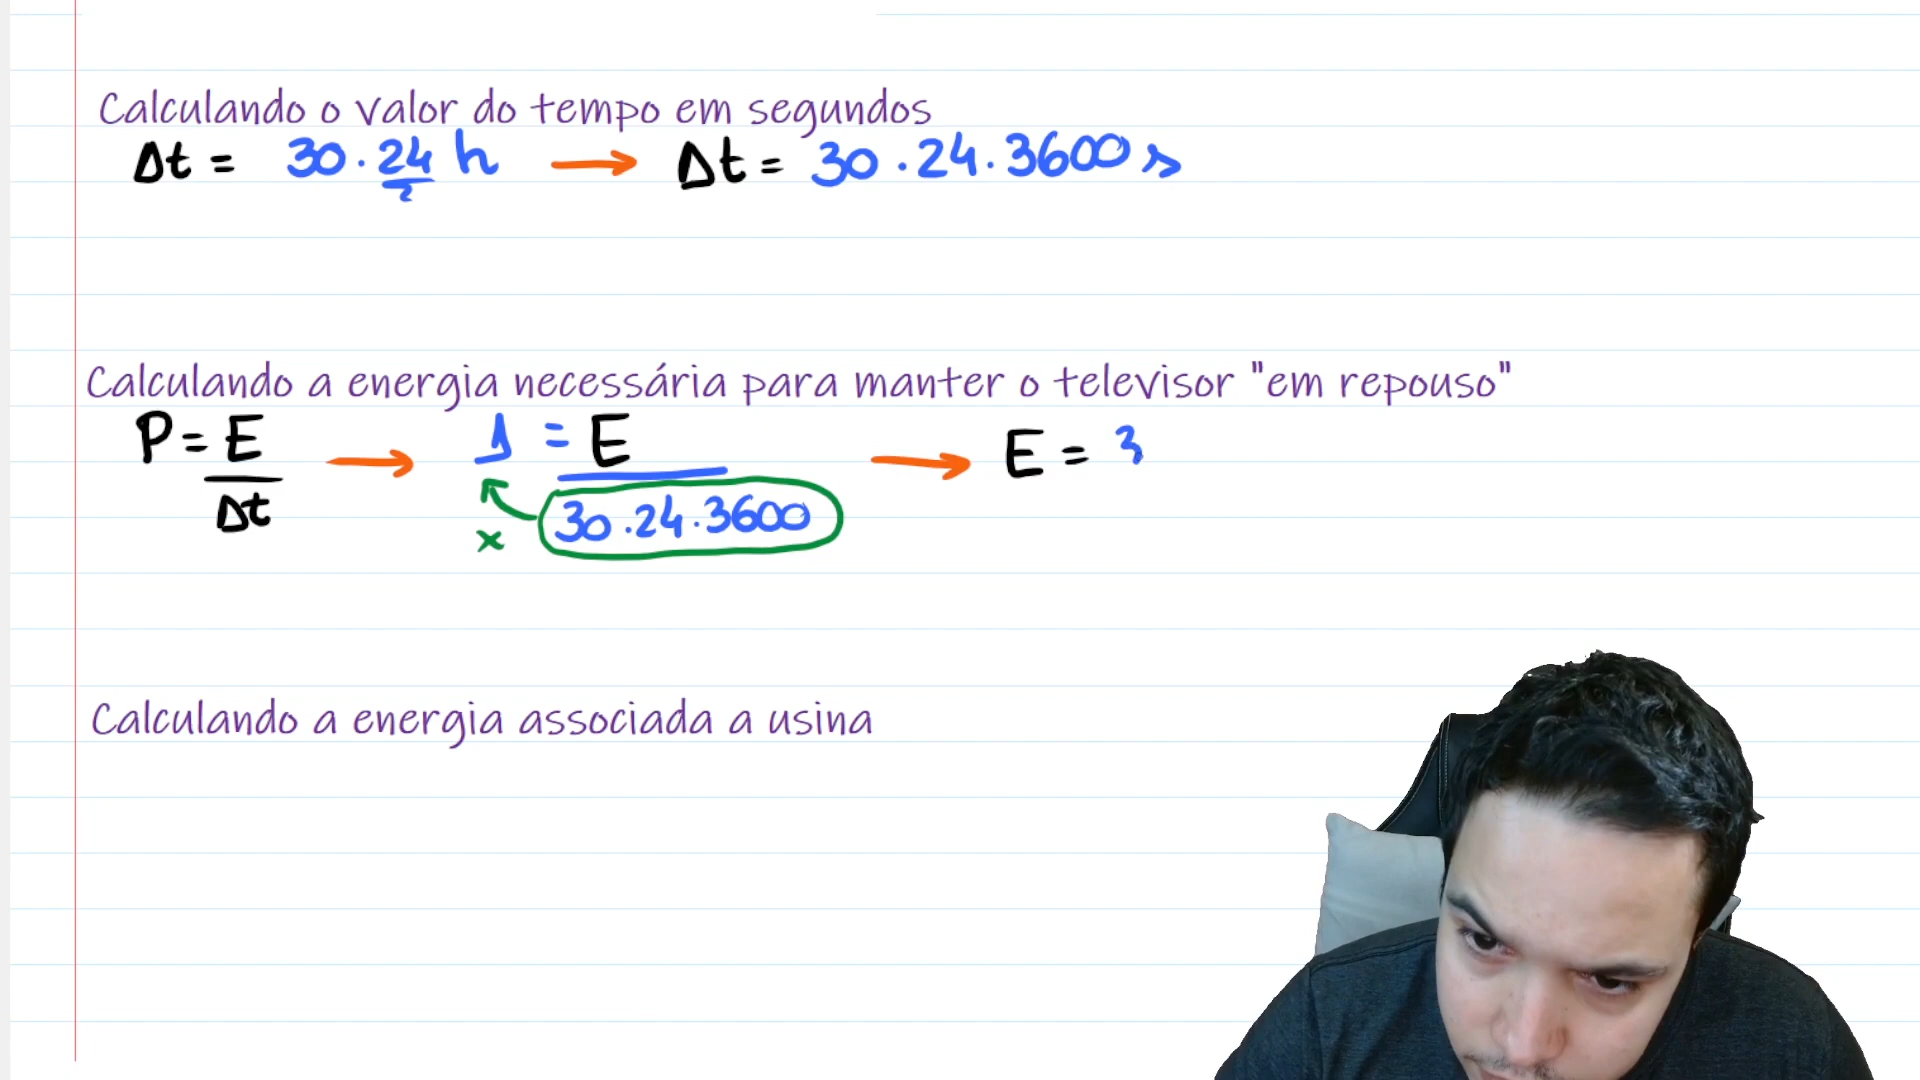 Calculando o valor do tempo em segundos
Δt = 30 . 24 h → Δt = 30 . 24 . 3600 s
Calculando a energia necessária para manter o televisor "em repouso"
P = E → 1 = E → E = 3
Δt x 30 . 24 . 3600
Calculando a energia associada a usina